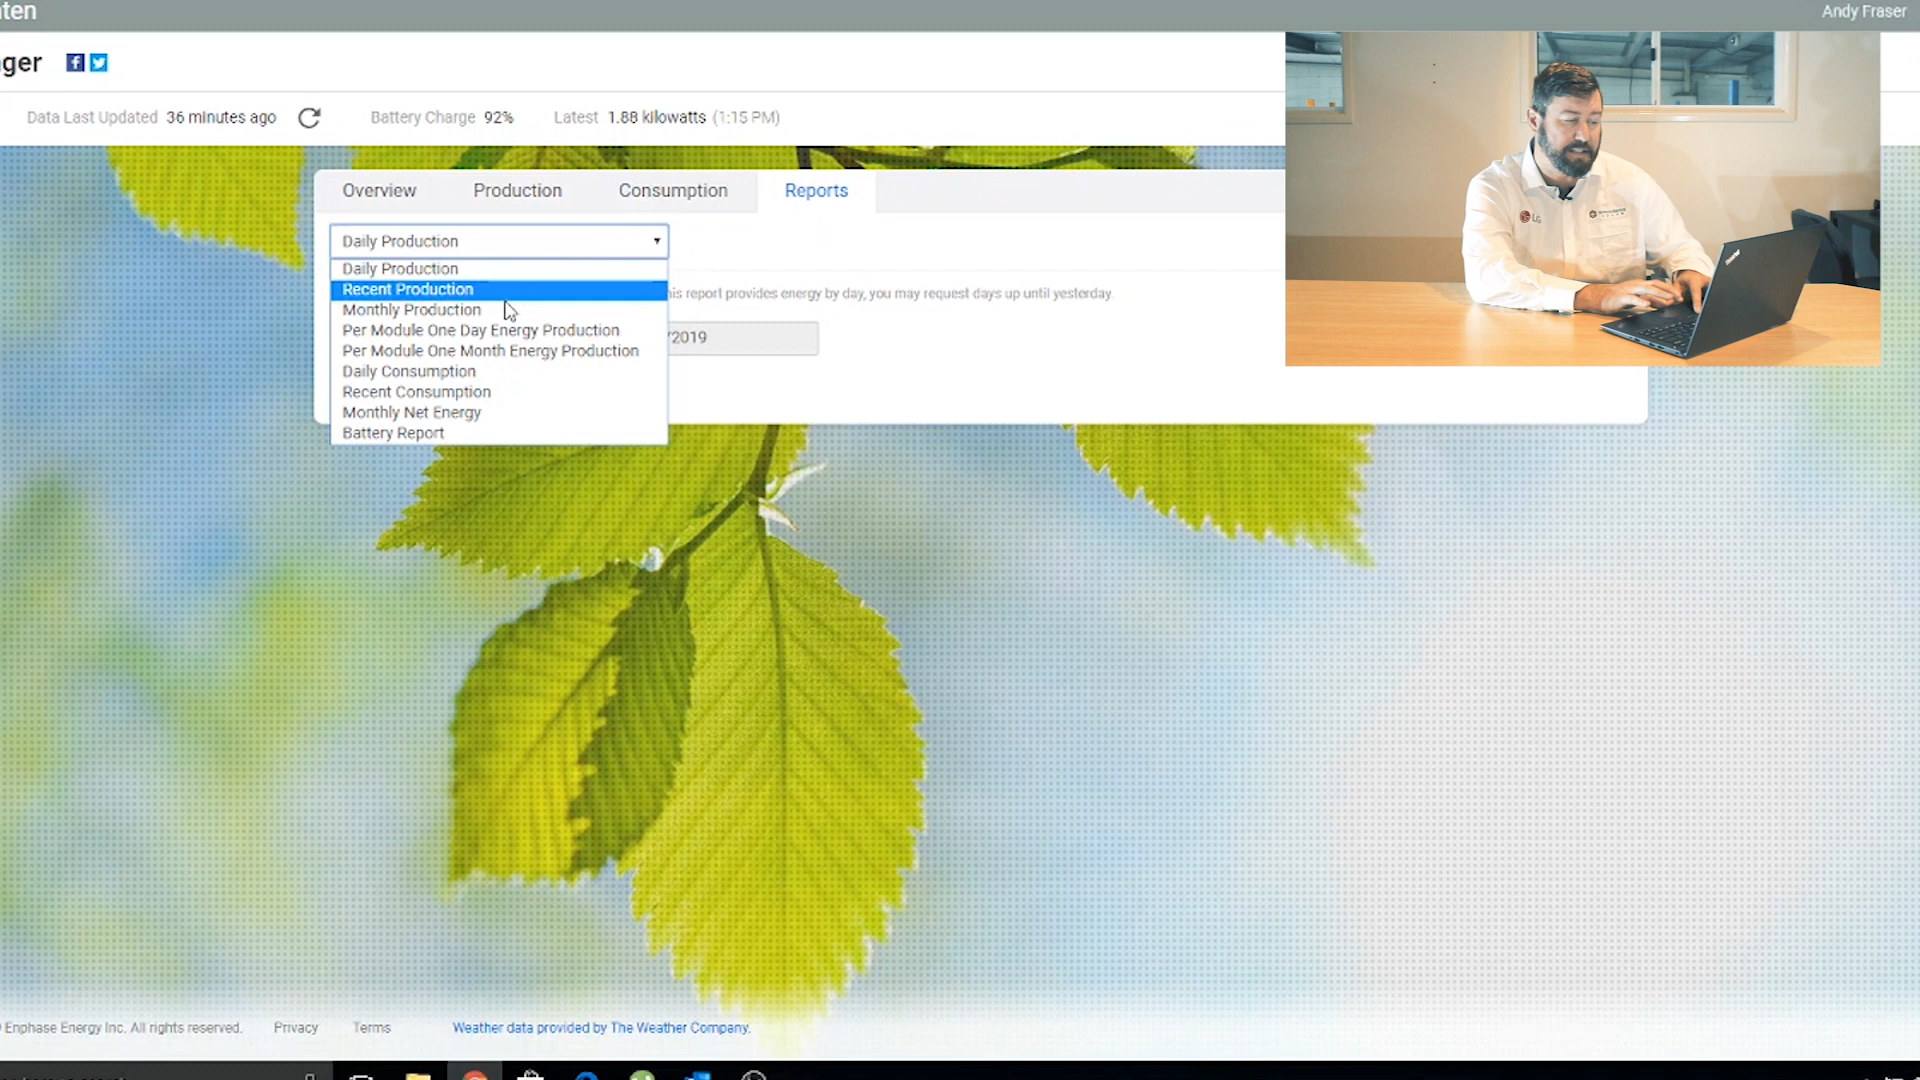 ten
Andy Fraser
ger
Data Last Updated 36 minutes ago Battery Charge 92% Latest 1.88 kilowatts (1:15 PM)
Overview Production Consumption Reports
Daily Production
Daily Production
Recent Production
his report provides energy by day, you may request days up until yesterday.
Monthly Production
Per Module One Day Energy Production
/2019
Per Module One Month Energy Production
Daily Consumption
Recent Consumption
Monthly Net Energy
Battery Report
LG
ThinkPad
Enphase Energy Inc. All rights reserved. Privacy Terms Weather data provided by The Weather Company.